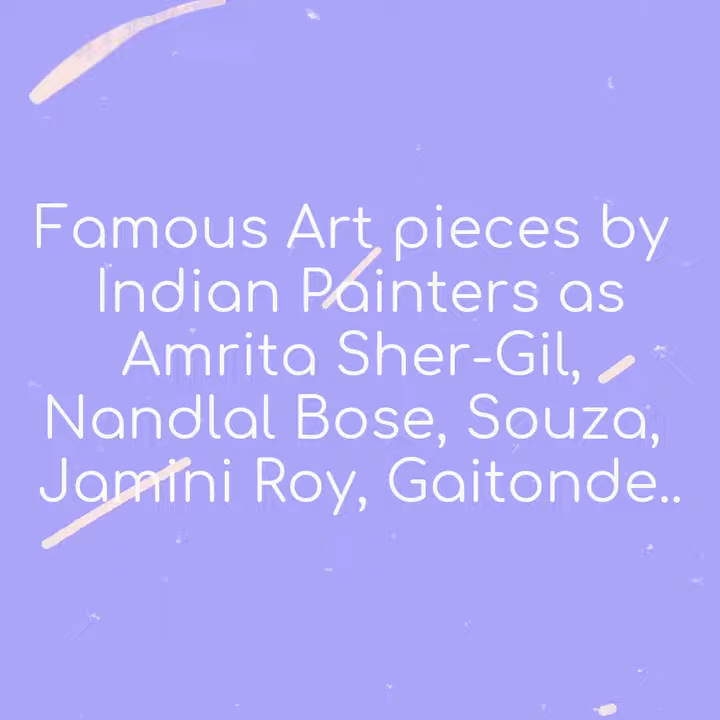 Famous Art pieces by
Indian Painters as
Amrita Sher-Gil,
Nandlal Bose, Souza,
Jamini Roy, Gaitonde..